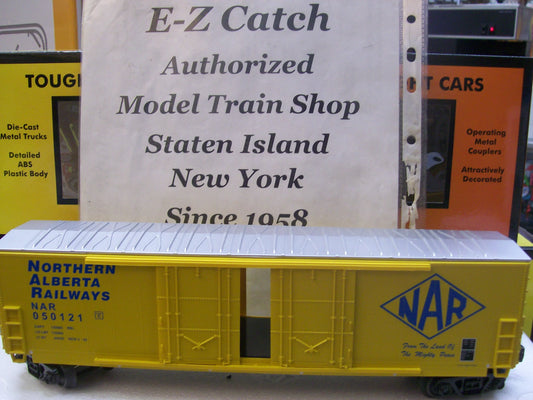 E-Z Catch
Authorized
Model Train Shop
Staten Island
New York
Since 1958
TOUGH
Die-Cast
Metal Trucks
Detailed
ABS
Plastic Body
CARS
Operating
Metal
Couplers
Attractively
Decorated
NORTHERN
ALBERTA
RAILWAYS
NAR
050121
NAR
From The Land Of
The Mighty Peace